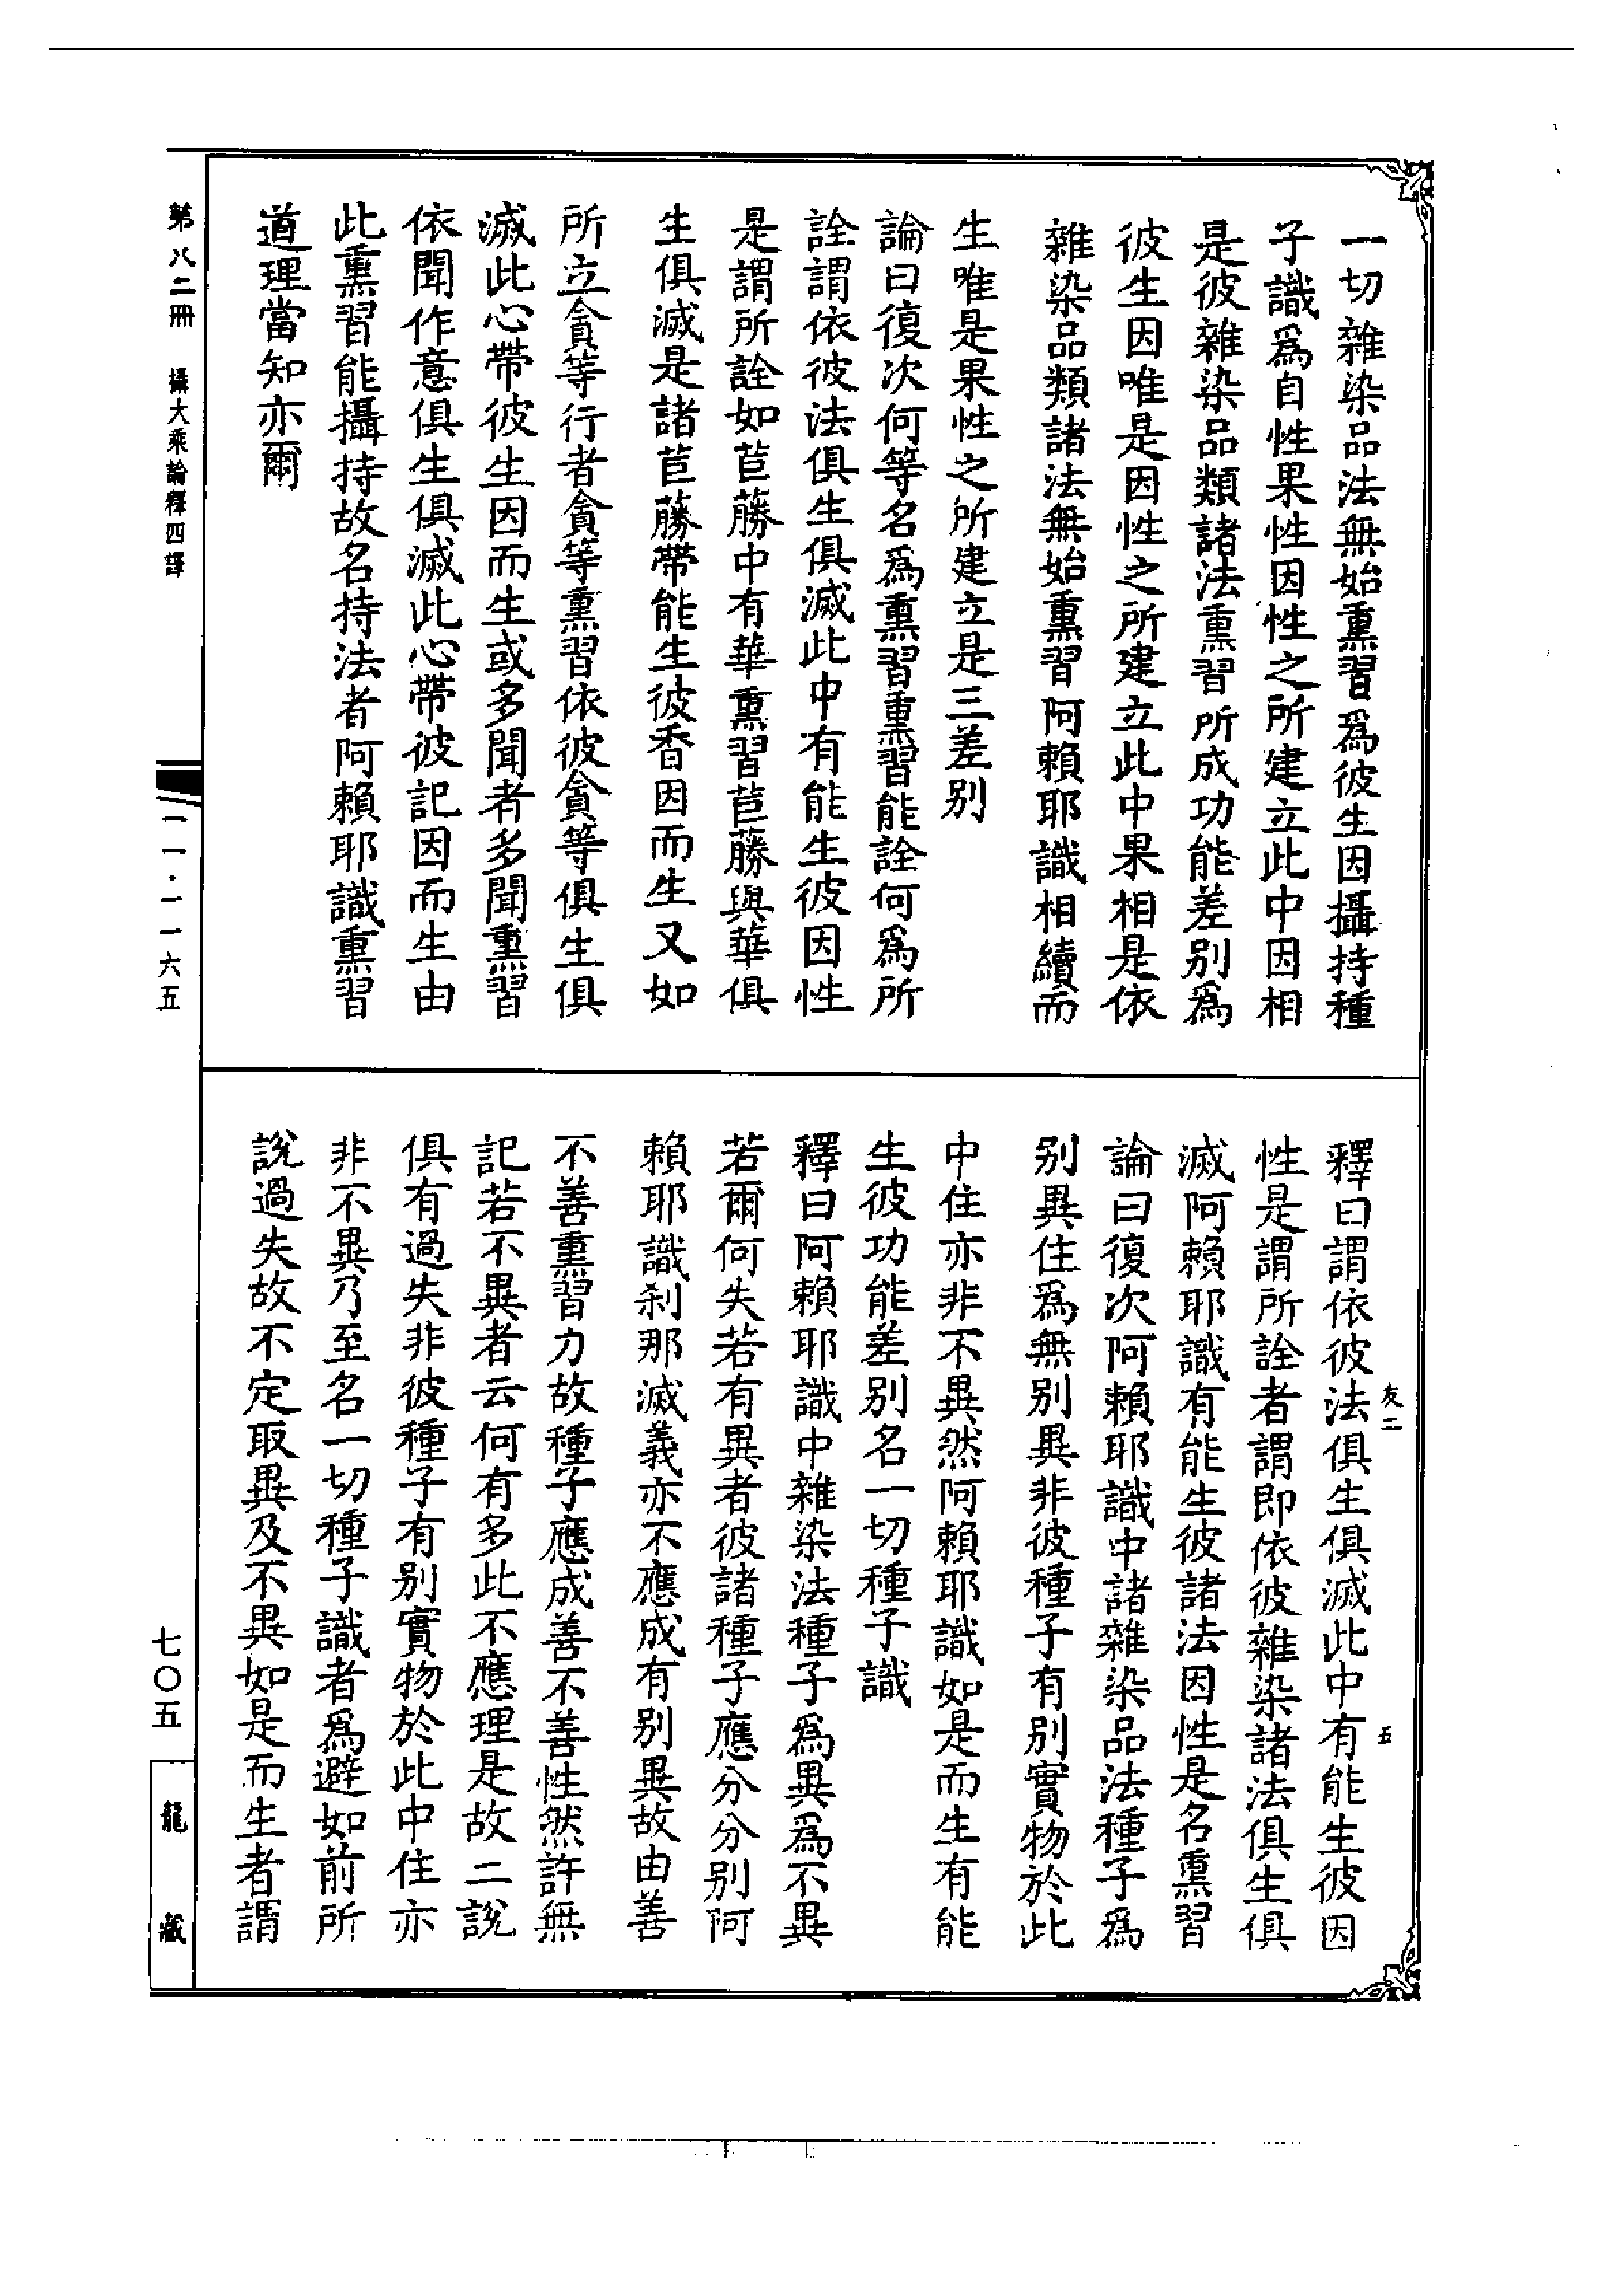 一切雜染品法無始熏習爲彼生因攝持種
子識爲自性果性因性之所建立此中因相
是彼雜染品類諸法熏習所成功能差別爲
彼生因唯是因性之所建立此中果相是依
雜染品類諸法無始熏習阿賴耶識相續而
生唯是果性之所建立是三差别
論曰復次何等名爲熏習熏習能詮何爲所
詮謂依彼法俱生俱滅此中有能生彼因性
是謂所詮如苣蕂中有華熏習苣蕂與華俱
生俱滅是諸苣蕂帶能生彼香因而生又如
所立貪等行者貪等熏習依彼貪等俱生俱
滅此心帶彼生因而生或多聞者多聞熏習
依聞作意俱生俱滅此心帶彼記因而生由
此熏習能攝持故名持法者阿賴耶識熏習
道理當知亦爾
釋曰謂依彼法俱生俱滅此中有能生彼因
性是謂所詮者謂即依彼雜染諸法俱生俱
滅阿賴耶識有能生彼諸法因性是名熏習
論曰復次阿賴耶識中諸雜染品法種子爲
别異住爲無别異非彼種子有别實物於此
中住亦非不異然阿賴耶識如是而生有能
生彼功能差别名一切種子識
釋曰阿賴耶識中雜染法種子爲異爲不異
若爾何失若有異者彼諸種子應分分别阿
賴耶識刹那滅義亦不應成有别異故由善
不善熏習力故種子應成善不善性然許無
記若不異者云何有多此不應理是故二說
俱有過失非彼種子有别實物於此中住亦
非不異乃至名一切種子識者爲避如前所
說過失故不定取異及不異如是而生者謂
友二
五
第八二冊 攝大乘論釋四譯
一一·一一六五
七〇五
龍藏